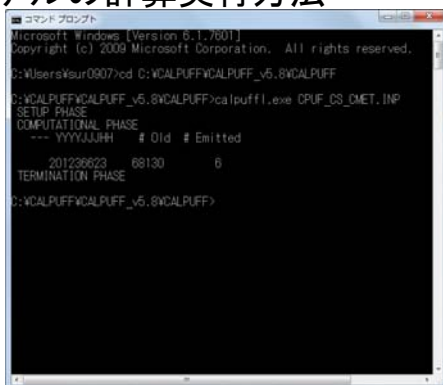 ルの計算実行方法
コマンド プロンプト
Microsoft Windows [Version 6.1.7601]
Copyright (c) 2009 Microsoft Corporation.  All rights reserved.
C:¥Users¥sur0907>cd C:¥CALPUFF¥CALPUFF_v5.8¥CALPUFF
C:¥CALPUFF¥CALPUFF_v5.8¥CALPUFF>calpuffl.exe CPUF_CS_CMET.INP
SETUP PHASE
COMPUTATIONAL PHASE
--- YYYYJJJHH   # Old  # Emitted
201236623   68130      6
TERMINATION PHASE
C:¥CALPUFF¥CALPUFF_v5.8¥CALPUFF>